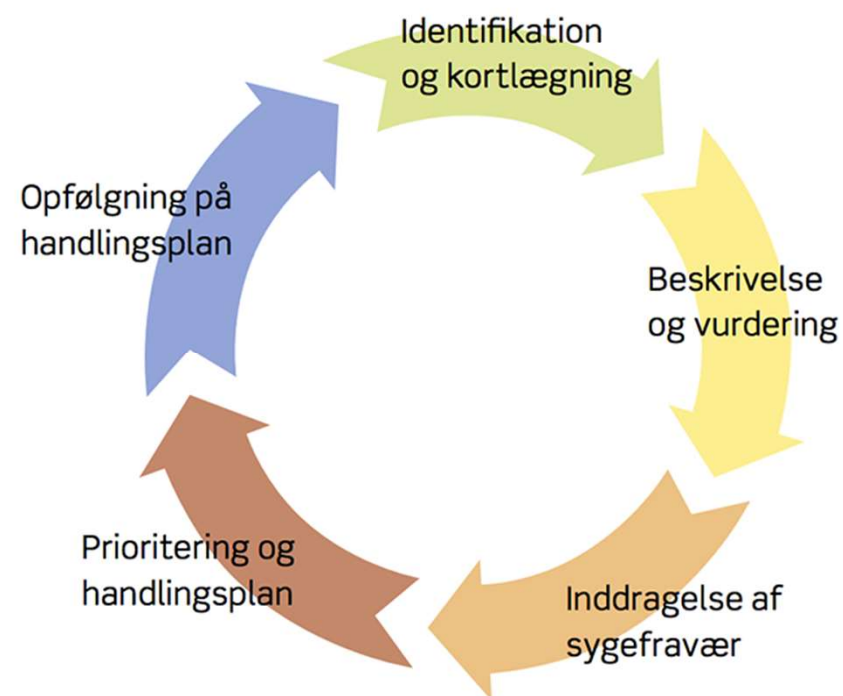 Identifikation
og kortlægning
Beskrivelse
og vurdering
Inddragelse af
sygefravær
Prioritering og
handlingsplan
Opfølgning på
handlingsplan